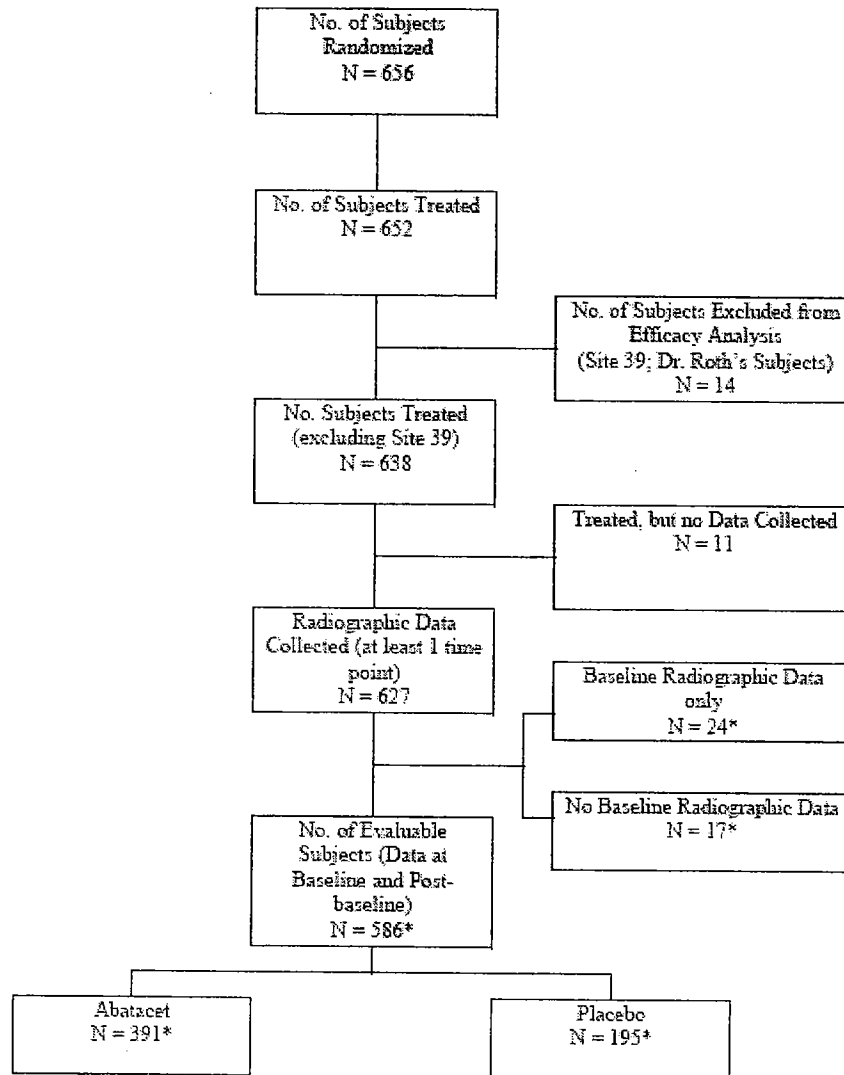 No. of Subjects
Randomized
N = 656
No. of Subjects Treated
N = 652
No. of Subjects Excluded from
Efficacy Analysis
(Site 39; Dr. Roth's Subjects)
N = 14
No. Subjects Treated
(excluding Site 39)
N = 638
Treated, but no Data Collected
N = 11
Radiographic Data
Collected (at least 1 time
point)
N = 627
Baseline Radiographic Data
only
N = 24*
No Baseline Radiographic Data
N = 17*
No. of Evaluable
Subjects (Data at
Baseline and Post-
baseline)
N = 586*
Abatacet
N = 391*
Placebo
N = 195*